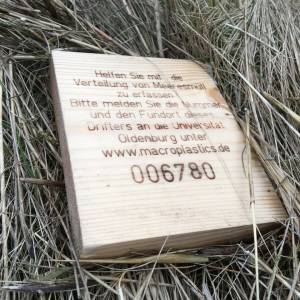 Helfen Sie mit die
Verteilung von Meeresmüll
zu erfassen.
Bitte melden Sie die Nummer
und den Fundort dieses
Drifters an die Universität
Oldenburg unter
www.macroplastics.de
006780